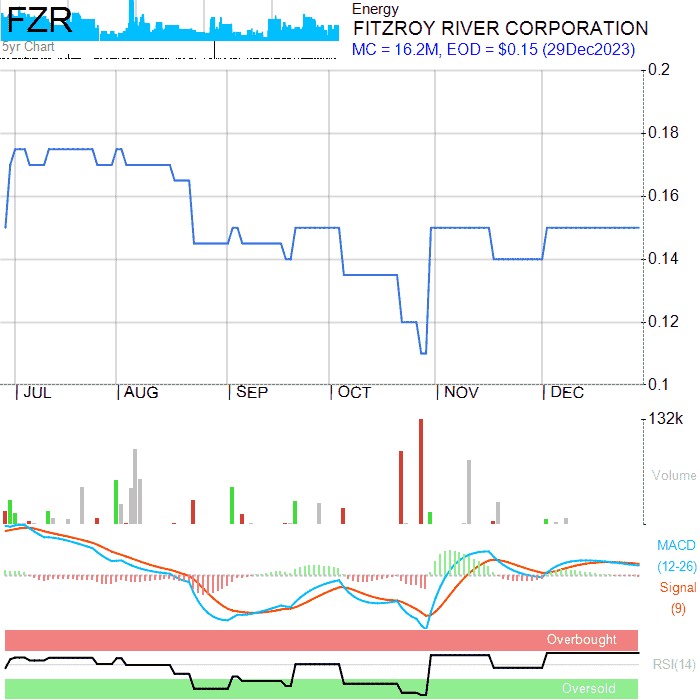 FZR
5yr Chart
Energy
FITZROY RIVER CORPORATION
MC = 16.2M, EOD = $0.15 (29Dec2023)
0.2
0.18
0.16
0.14
0.12
0.1
JUL AUG SEP OCT NOV DEC
132k
Volume
MACD
(12-26)
Signal
(9)
Overbought
RSI(14)
Oversold